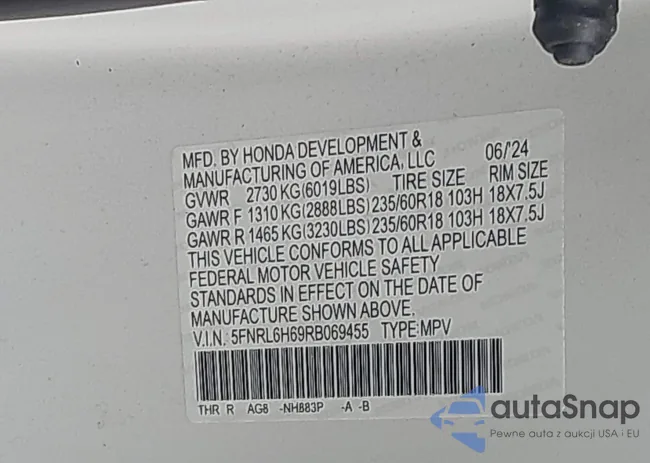 MFD. BY HONDA DEVELOPMENT &
MANUFACTURING OF AMERICA, LLC 06/'24
GVWR 2730 KG (6019LBS) TIRE SIZE RIM SIZE
GAWR F 1310 KG (2888LBS) 235/60R18 103H 18X7.5J
GAWR R 1465 KG (3230LBS) 235/60R18 103H 18X7.5J
THIS VEHICLE CONFORMS TO ALL APPLICABLE
FEDERAL MOTOR VEHICLE SAFETY
STANDARDS IN EFFECT ON THE DATE OF
MANUFACTURE SHOWN ABOVE.
V.I.N. 5FNRL6H69RB069455 TYPE:MPV
THR R AG8 -NH883P -A -B
autaSnap
Pewne auta z aukcji USA i EU